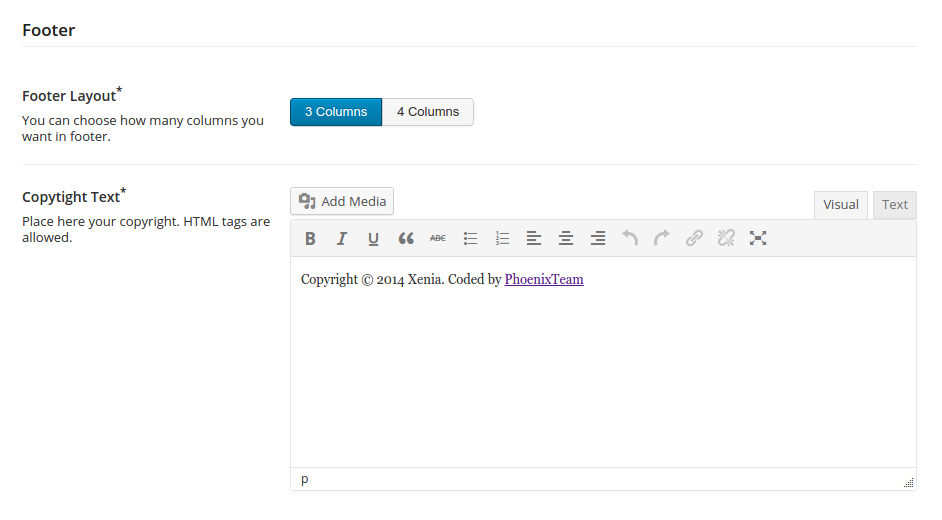 Footer
Footer Layout*
You can choose how many columns you
want in footer.
3 Columns
4 Columns
Copytight Text*
Place here your copyright. HTML tags are
allowed.
Add Media
Visual
Text
B I U ABC
Copyright © 2014 Xenia. Coded by PhoenixTeam
p